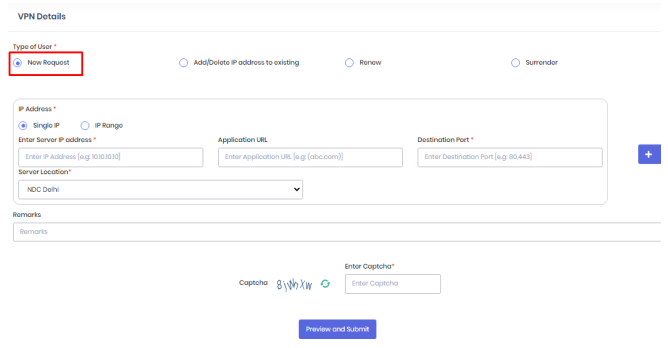 VPN Details
Type of User *
New Request Add/Delete IP address to existing Renew Surrender
IP Address *
Single IP IP Range
Enter Server IP address * Application URL Destination Port *
Enter IP Address [e.g: 10.10.10.10] Enter Application URL [e.g: (abc.com)] Enter Destination Port [e.g: 80,443]
+
Server Location*
NDC Delhi
Remarks
Remarks
Enter Captcha*
Captcha Enter Captcha
Preview and Submit